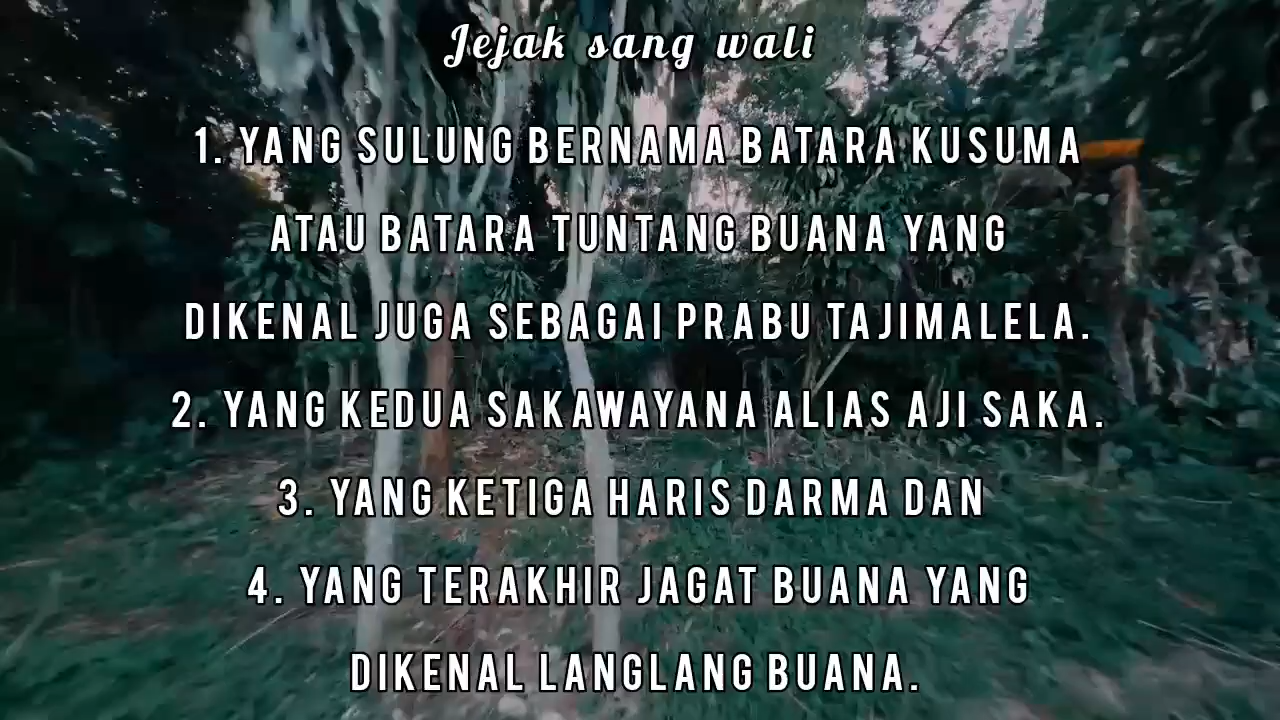 Jejak sang wali
1. YANG SULUNG BERNAMA BATARA KUSUMA
ATAU BATARA TUNTANG BUANA YANG
DIKENAL JUGA SEBAGAI PRABU TAJIMALELA.
2. YANG KEDUA SAKAWAYANA ALIAS AJI SAKA.
3. YANG KETIGA HARIS DARMA DAN
4. YANG TERAKHIR JAGAT BUANA YANG
DIKENAL LANGLANG BUANA.